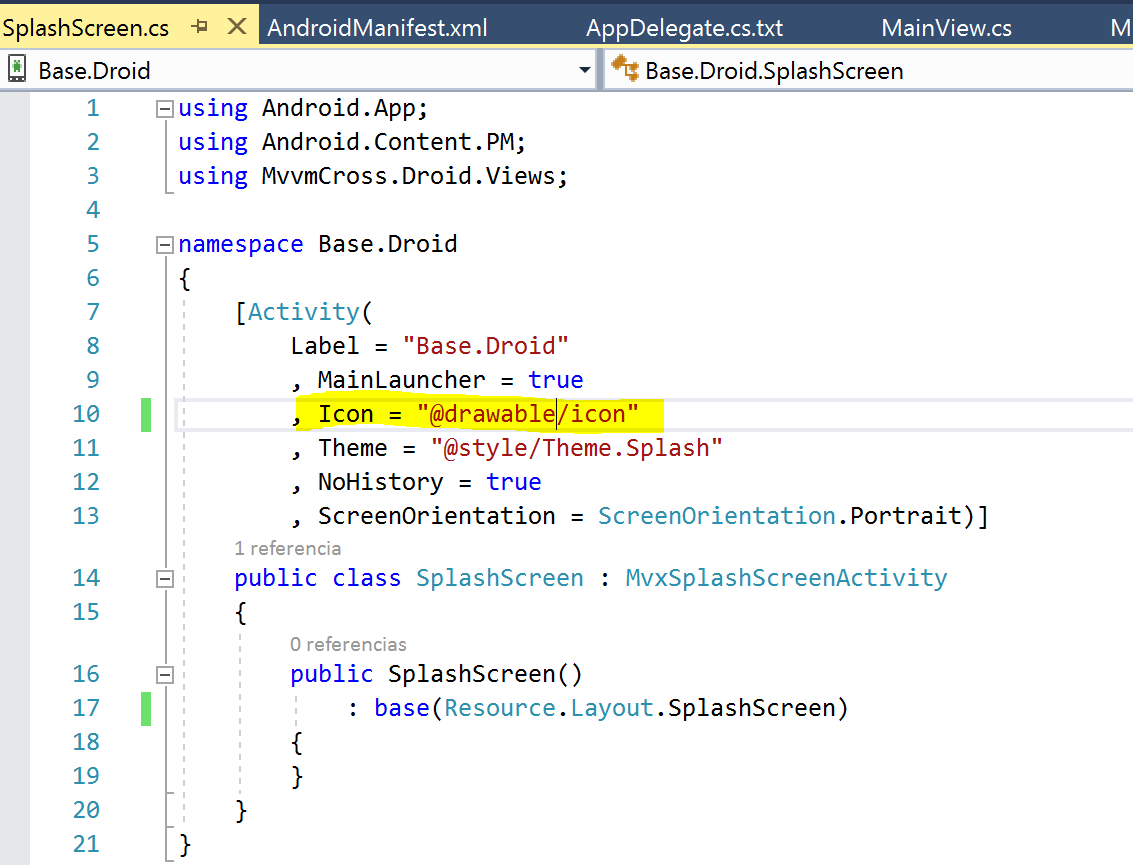 SplashScreen.cs AndroidManifest.xml AppDelegate.cs.txt MainView.cs M
Base.Droid Base.Droid.SplashScreen
1 using Android.App;
2 using Android.Content.PM;
3 using MvvmCross.Droid.Views;
4
5 namespace Base.Droid
6 {
7 [Activity(
8 Label = "Base.Droid"
9 , MainLauncher = true
10 , Icon = "@drawable/icon"
11 , Theme = "@style/Theme.Splash"
12 , NoHistory = true
13 , ScreenOrientation = ScreenOrientation.Portrait)]
1 referencia
14 public class SplashScreen : MvxSplashScreenActivity
15 {
0 referencias
16 public SplashScreen()
17 : base(Resource.Layout.SplashScreen)
18 {
19 }
20 }
21 }